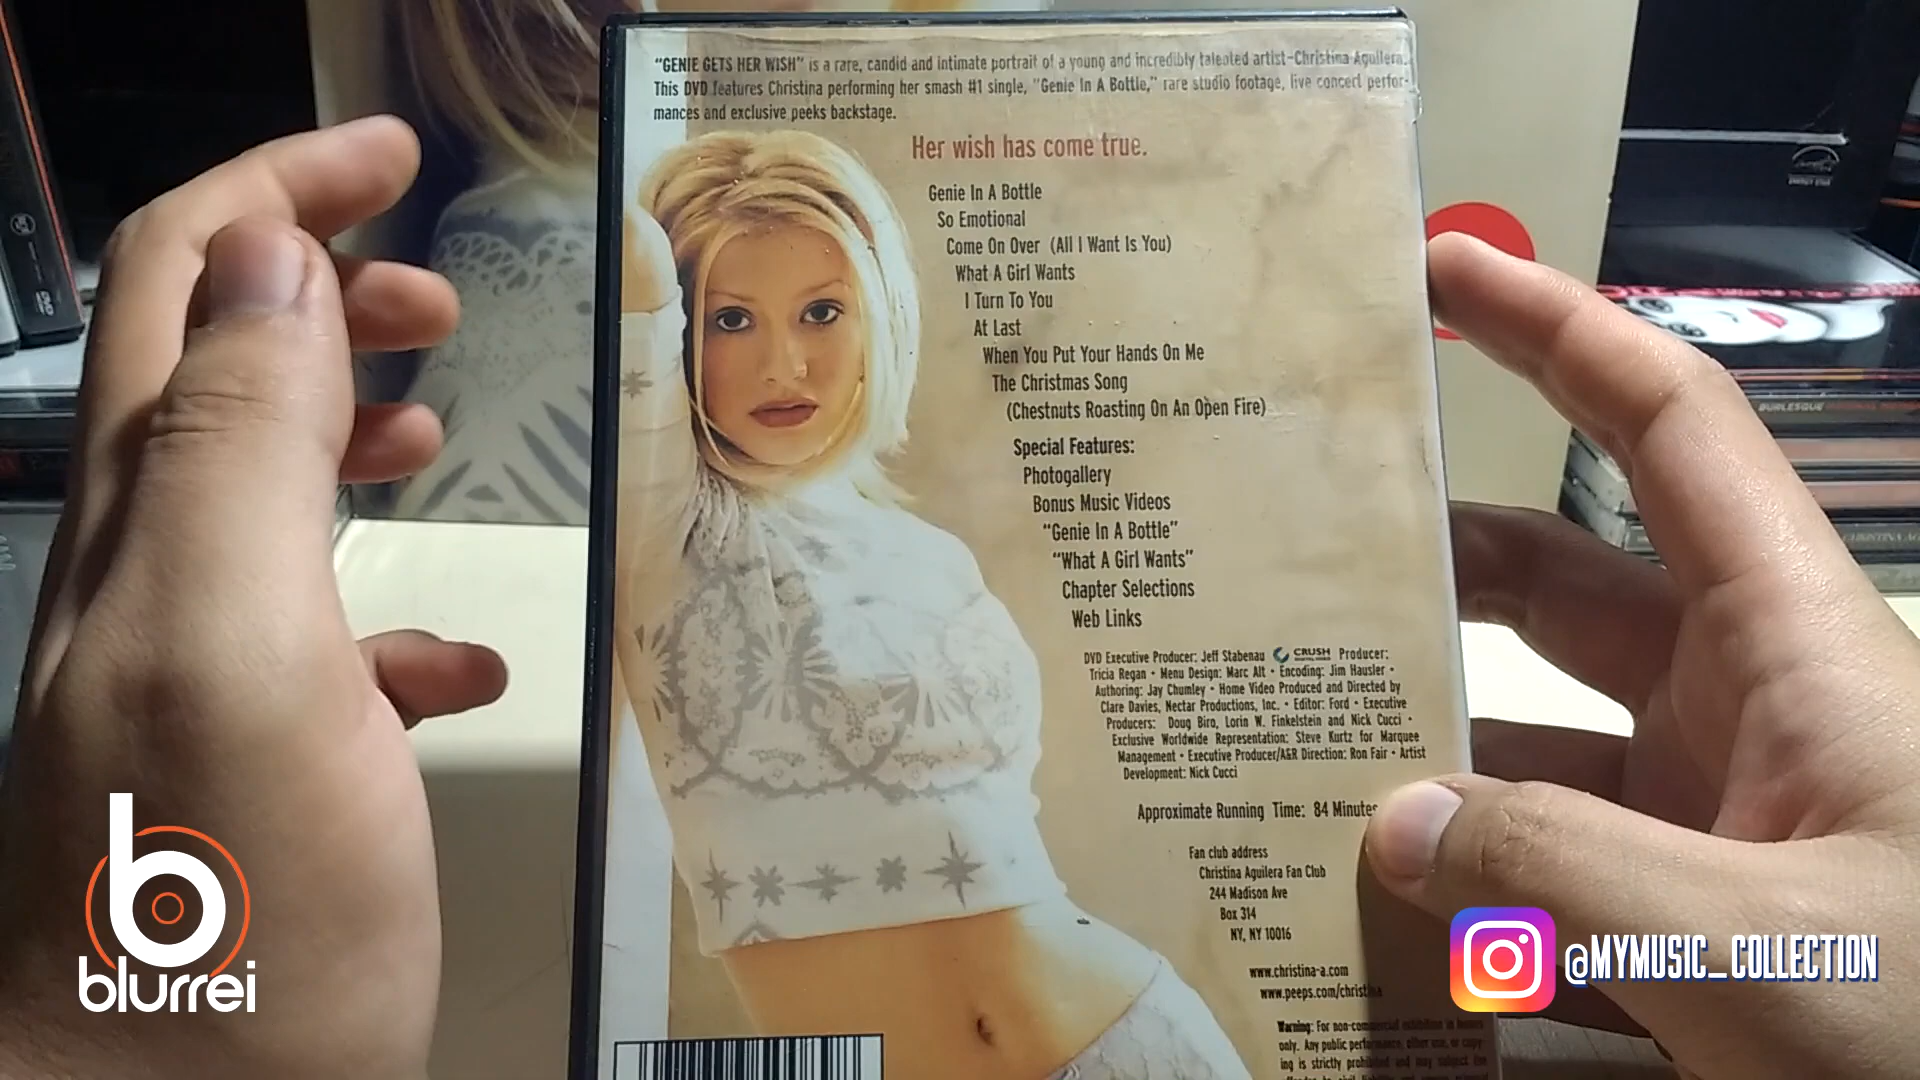 "GENIE GETS HER WISH" is a rare, candid and intimate portrait of a young and incredibly talented artist–Christina Aguilera.
This DVD features Christina performing her smash #1 single, "Genie In A Bottle," rare studio footage, live concert perfor-
mances and exclusive peeks backstage.
Her wish has come true.
Genie In A Bottle
So Emotional
Come On Over (All I Want Is You)
What A Girl Wants
I Turn To You
At Last
When You Put Your Hands On Me
The Christmas Song
(Chestnuts Roasting On An Open Fire)
Special Features:
Photogallery
Bonus Music Videos
"Genie In A Bottle"
"What A Girl Wants"
Chapter Selections
Web Links
DVD Executive Producer: Jeff Stabenau CRUSH Producer:
Tricia Regan • Menu Design: Marc Alt • Encoding: Jim Hausler •
Authoring: Jay Chumley • Home Video Produced and Directed by
Clare Davies, Nectar Productions, Inc. • Editor: Ford • Executive
Producers: Doug Biro, Lorin W. Finkelstein and Nick Cucci •
Exclusive Worldwide Representation: Steve Kurtz for Marquee
Management • Executive Producer/A&R Direction: Ron Fair • Artist
Development: Nick Cucci
Approximate Running Time: 84 Minutes
Fan club address
Christina Aguilera Fan Club
244 Madison Ave
Box 314
NY, NY 10016
www.christina-a.com
www.peeps.com/christina
Warning: For non-commercial exhibition in homes
only. Any public performance, other use, or copy-
ing is strictly prohibited and may subject the
BURLESQUE
blurrei
@MYMUSIC_COLLECTION